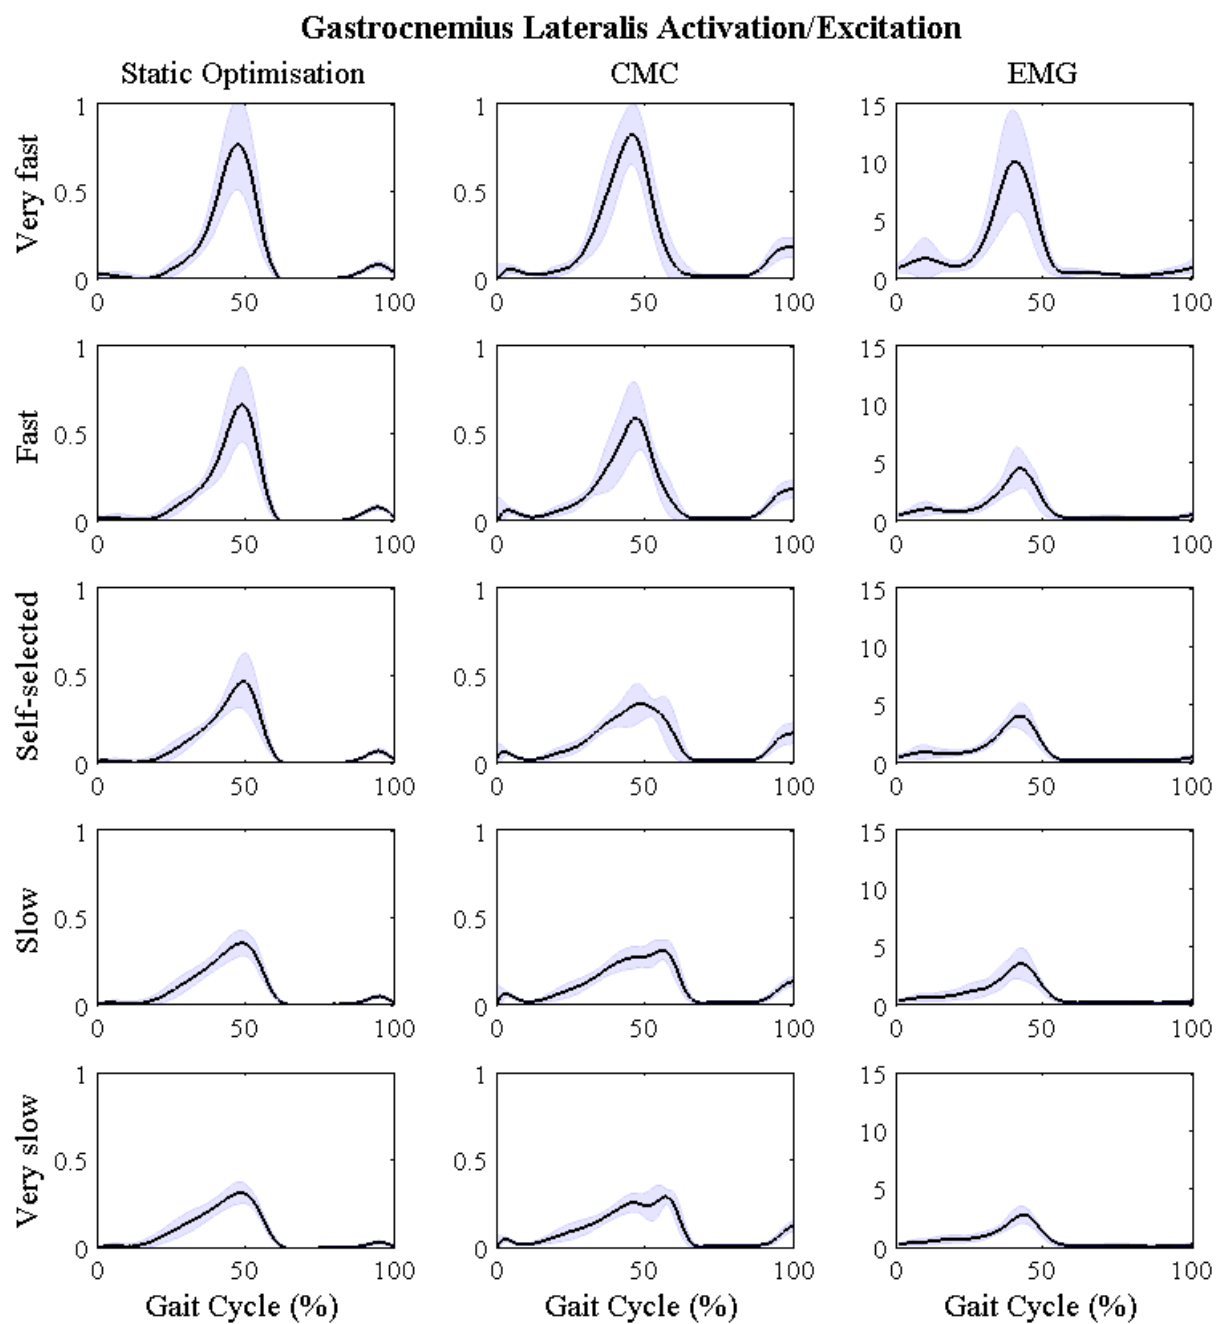 Gastrocnemius Lateralis Activation/Excitation
Static Optimisation CMC EMG
Very fast
1 1 15
10
0.5 0.5
5
0 0 0
0 50 100 0 50 100 0 50 100
Fast
1 1 15
10
0.5 0.5
5
0 0 0
0 50 100 0 50 100 0 50 100
Self-selected
1 1 15
10
0.5 0.5
5
0 0 0
0 50 100 0 50 100 0 50 100
Slow
1 1 15
10
0.5 0.5
5
0 0 0
0 50 100 0 50 100 0 50 100
Very slow
1 1 15
10
0.5 0.5
5
0 0 0
0 50 100 0 50 100 0 50 100
Gait Cycle (%) Gait Cycle (%) Gait Cycle (%)